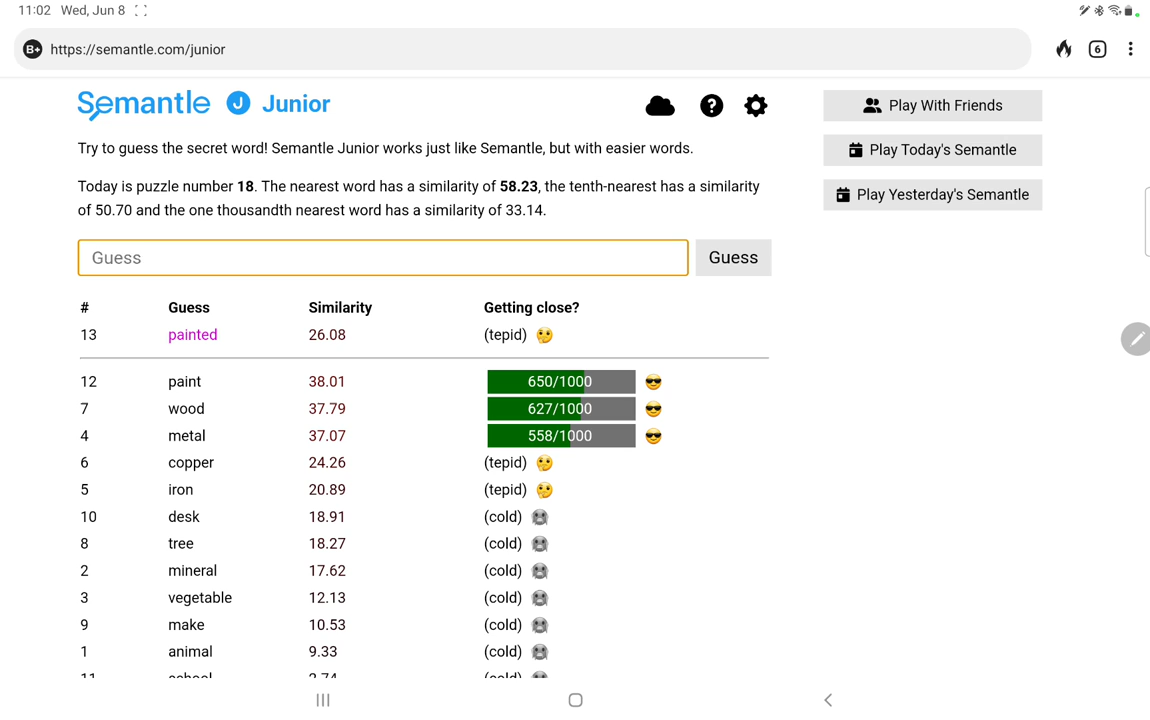 11:02 Wed, Jun 8
B+ https://semantle.com/junior 6
Semantle J Junior
Play With Friends
Try to guess the secret word! Semantle Junior works just like Semantle, but with easier words.
Play Today's Semantle
Today is puzzle number 18. The nearest word has a similarity of 58.23, the tenth-nearest has a similarity
Play Yesterday's Semantle
of 50.70 and the one thousandth nearest word has a similarity of 33.14.
Guess Guess
# Guess Similarity Getting close?
13 painted 26.08 (tepid) 🤔
12 paint 38.01 650/1000 😎
7 wood 37.79 627/1000 😎
4 metal 37.07 558/1000 😎
6 copper 24.26 (tepid) 🤔
5 iron 20.89 (tepid) 🤔
10 desk 18.91 (cold) 🥶
8 tree 18.27 (cold) 🥶
2 mineral 17.62 (cold) 🥶
3 vegetable 12.13 (cold) 🥶
9 make 10.53 (cold) 🥶
1 animal 9.33 (cold) 🥶
11 school 2.74 (cold) 🥶